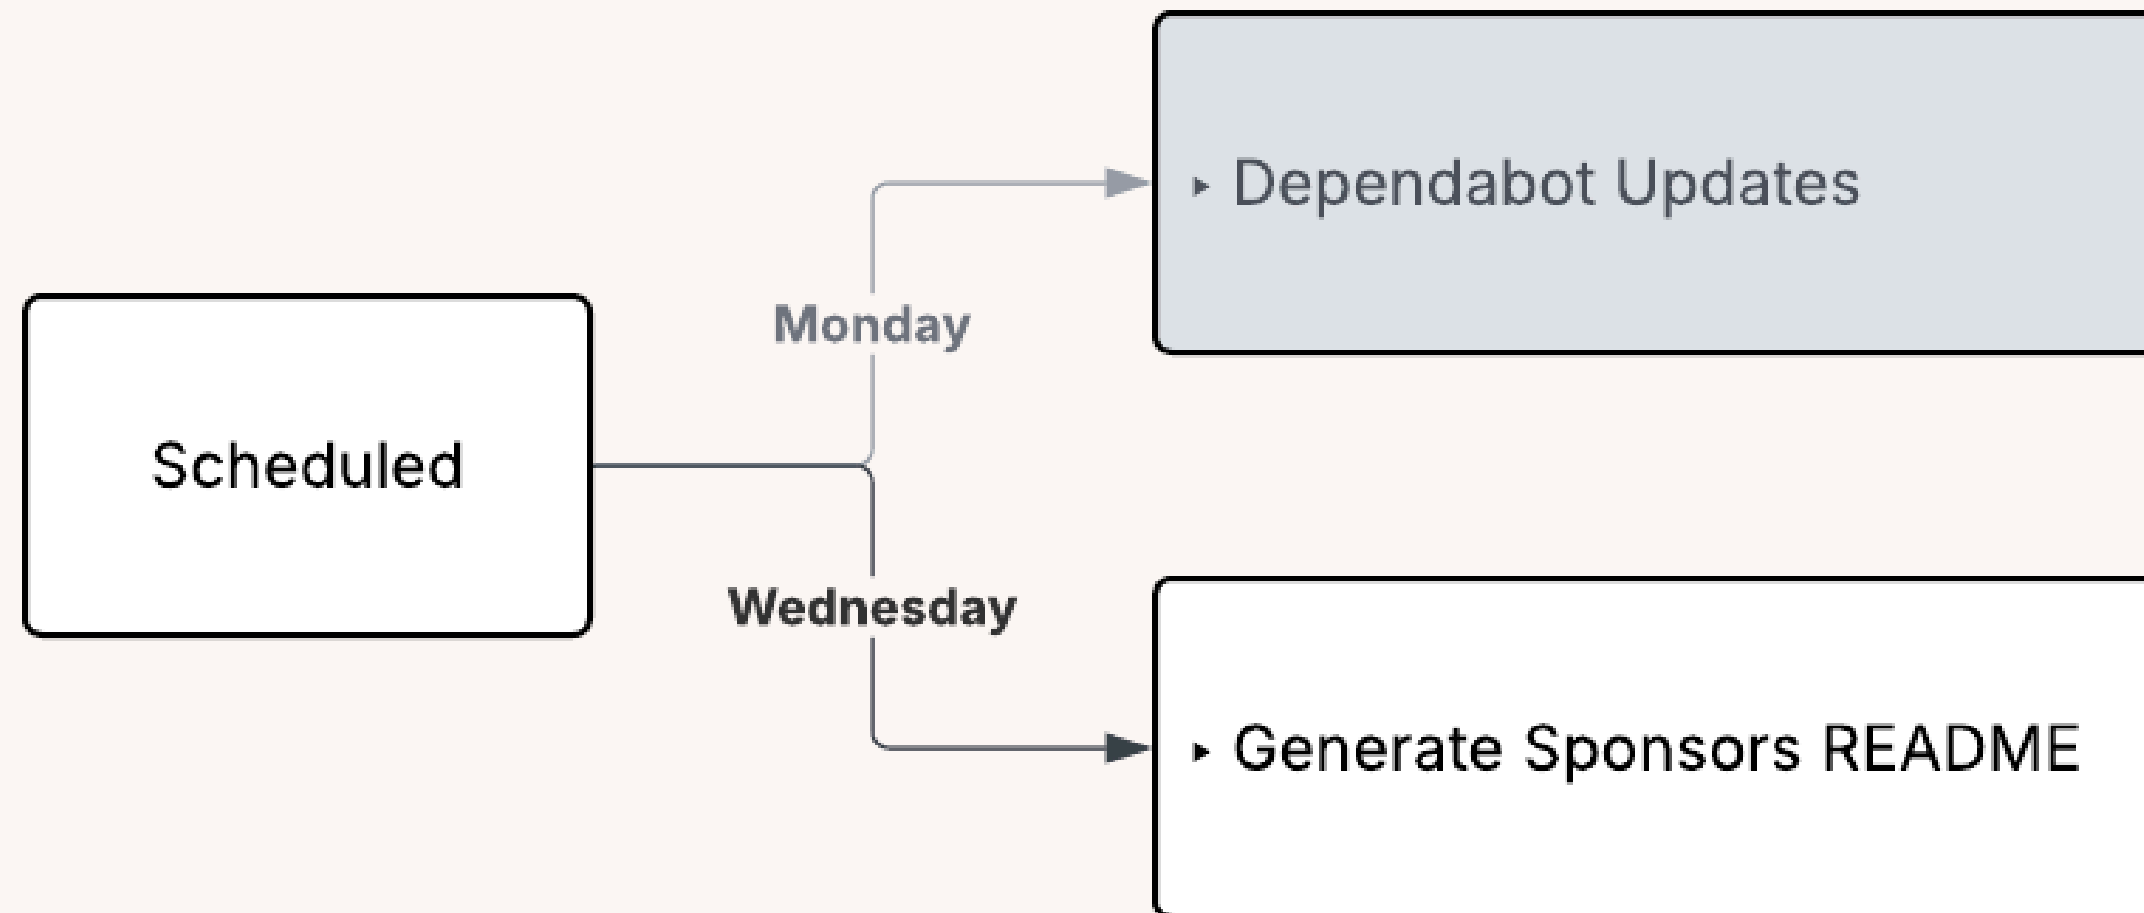 ▸ Dependabot Updates
Monday
Scheduled
Wednesday
▸ Generate Sponsors README